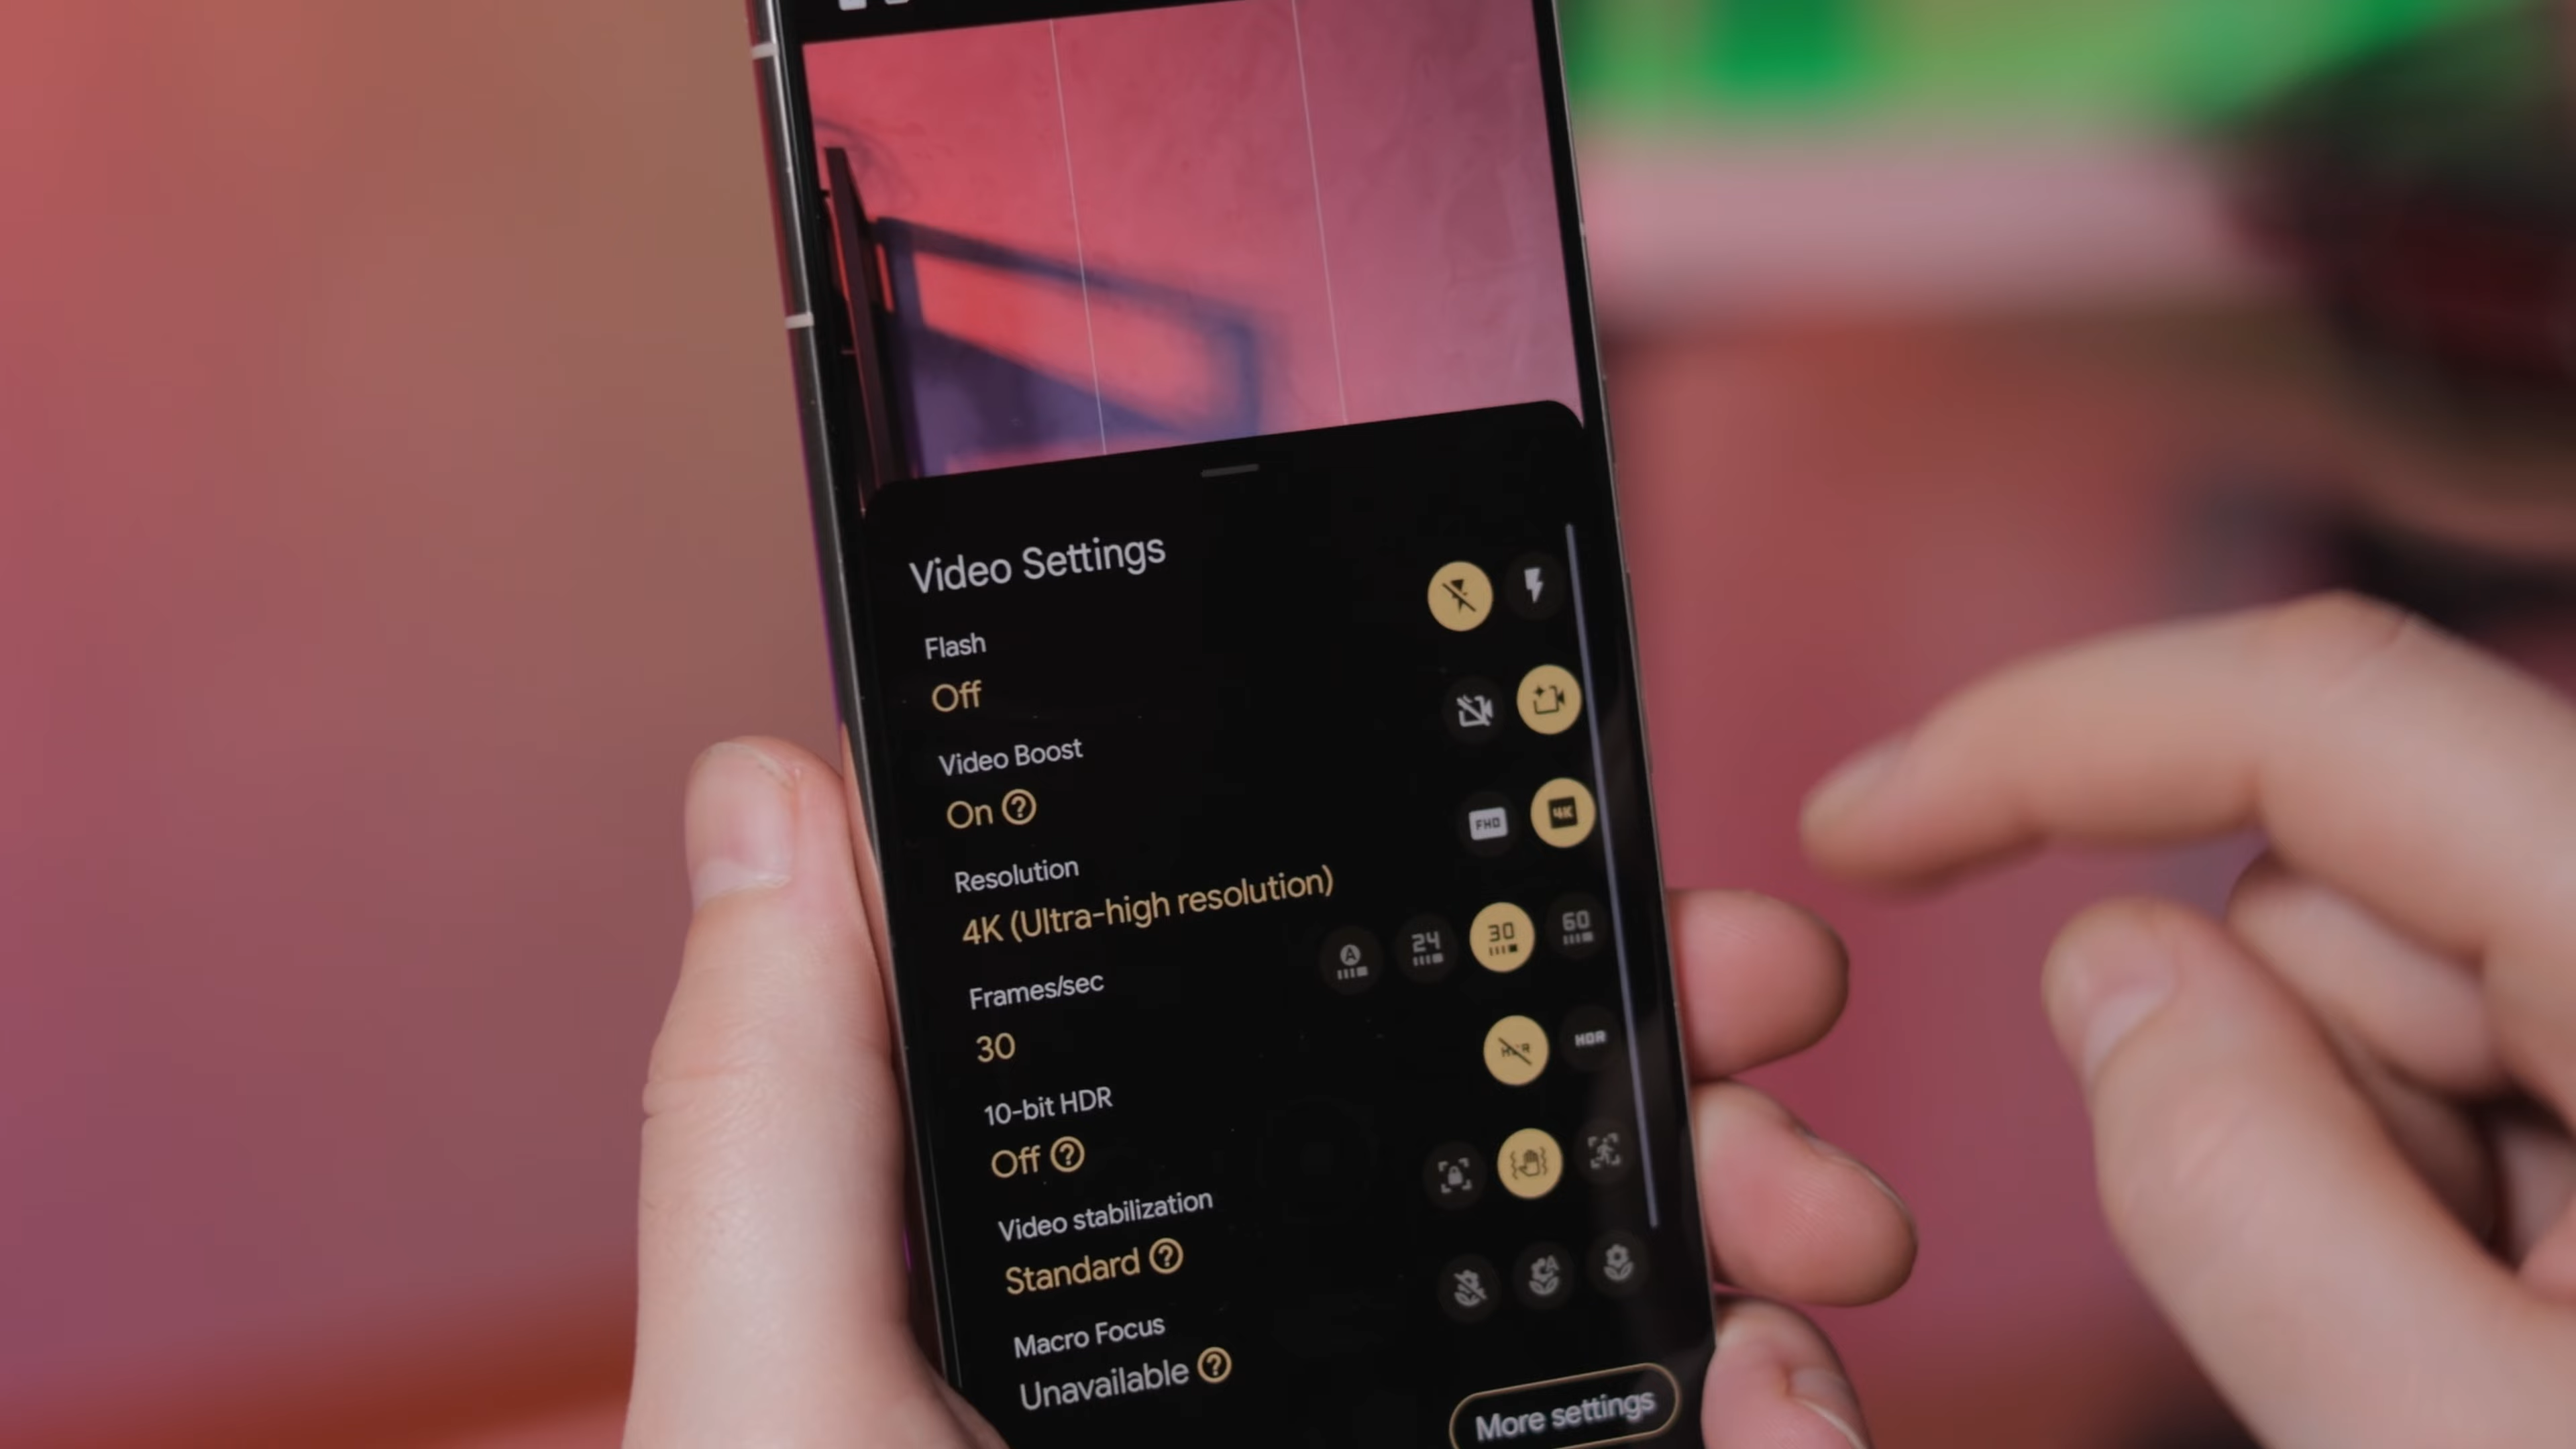 Video Settings
Flash
Off
Video Boost
On ?
FHD 4K
Resolution
4K (Ultra-high resolution)
A 24 30 60
Frames/sec
30
HDR HDR
10-bit HDR
Off ?
Video stabilization
Standard ?
A
Macro Focus
Unavailable ?
More settings